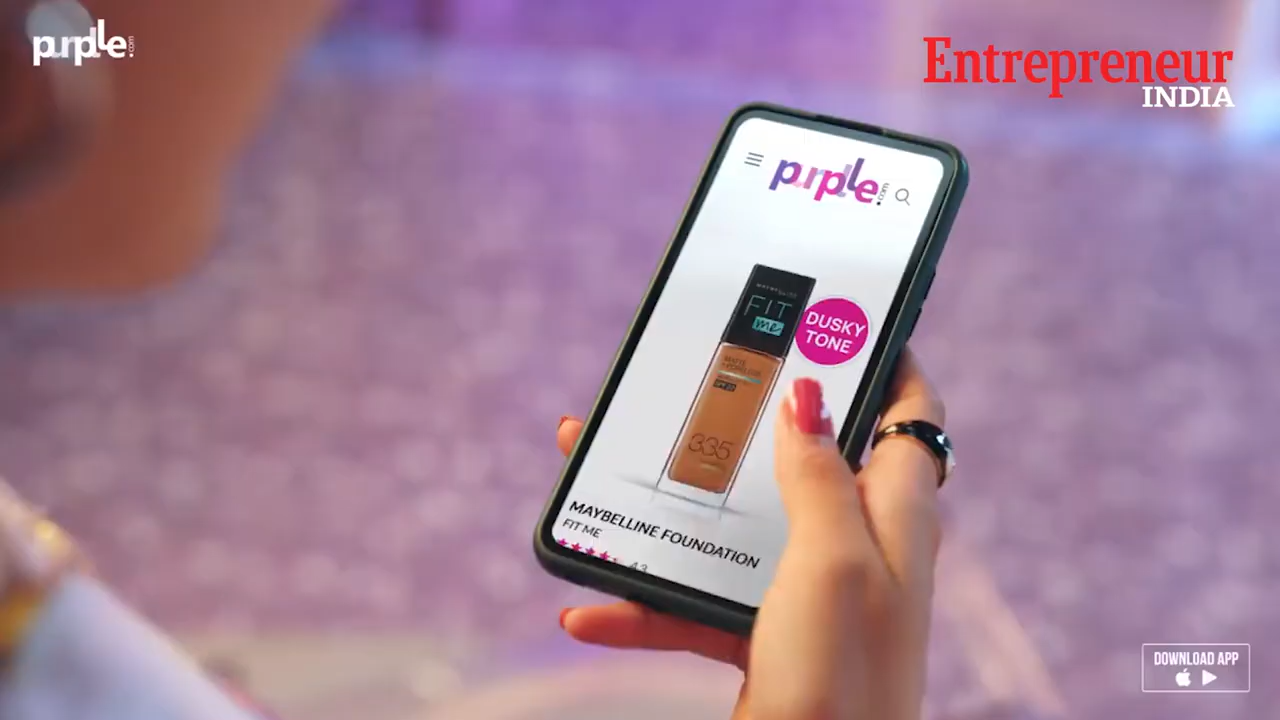 purplle.com
Entrepreneur
INDIA
purplle.com
MAYBELLINE
FIT
me
DUSKY
TONE
MATTE
+PORELESS
335
MAYBELLINE FOUNDATION
FIT ME
4.3
DOWNLOAD APP